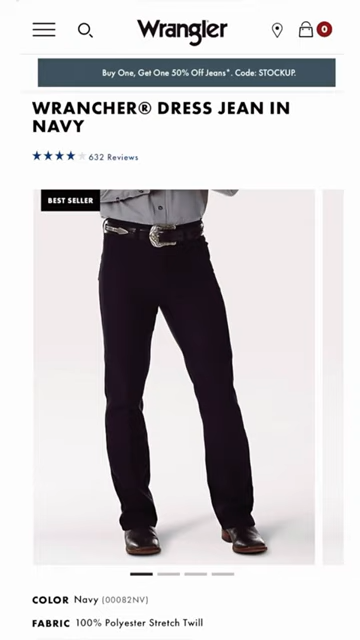 Wrangler
0
Buy One, Get One 50% Off Jeans*. Code: STOCKUP.
WRANCHER® DRESS JEAN IN
NAVY
632 Reviews
BEST SELLER
COLOR Navy (00082NV)
FABRIC 100% Polyester Stretch Twill